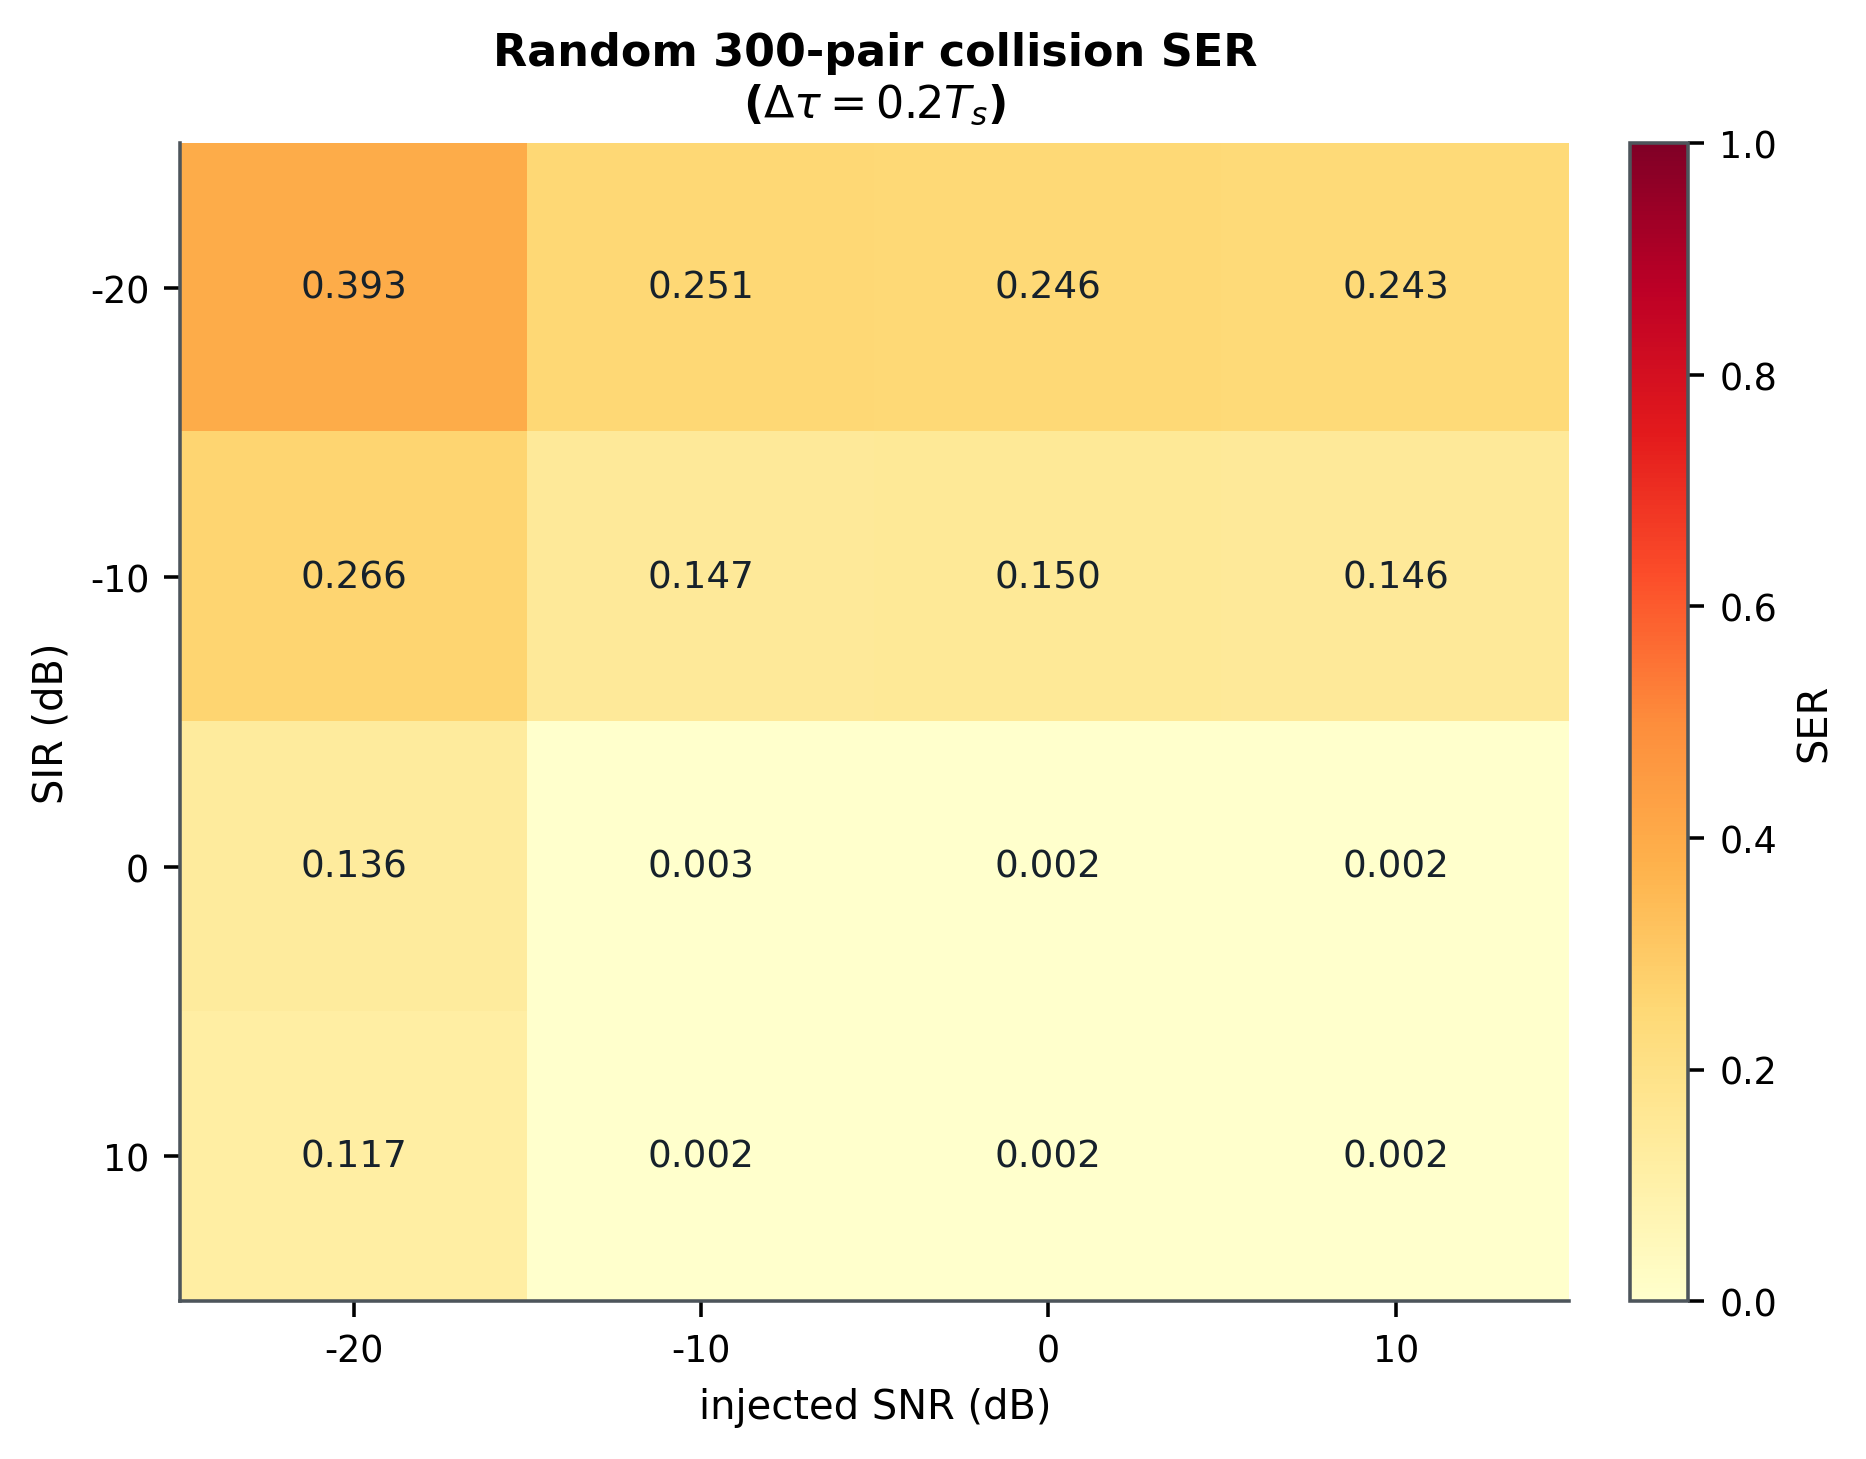 Random 300-pair collision SER
(Δτ = 0.2Tₛ)
SIR (dB)
-20
0.393 0.251 0.246 0.243
-10
0.266 0.147 0.150 0.146
0
0.136 0.003 0.002 0.002
10
0.117 0.002 0.002 0.002
-20 -10 0 10
injected SNR (dB)
1.0
0.8
0.6
0.4
0.2
0.0
SER